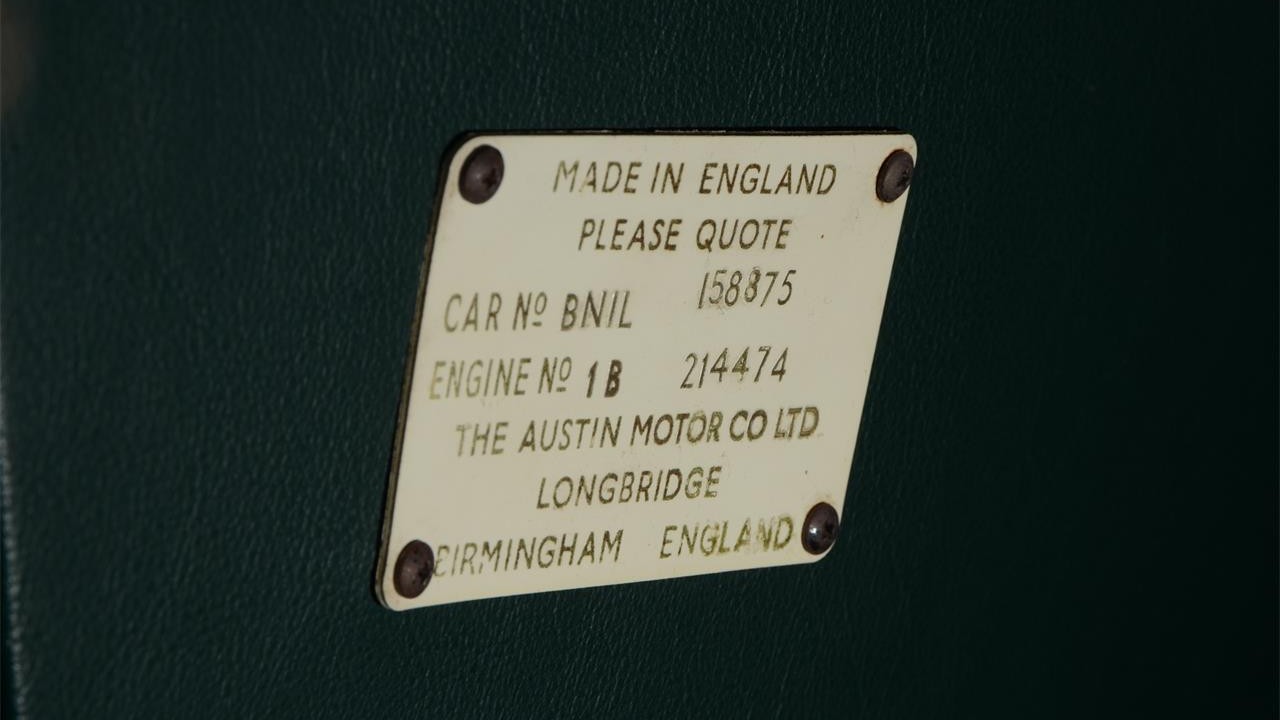 MADE IN ENGLAND
PLEASE QUOTE
CAR Nº BNIL 158875
ENGINE Nº 1B 214474
THE AUSTIN MOTOR CO LTD
LONGBRIDGE
BIRMINGHAM ENGLAND